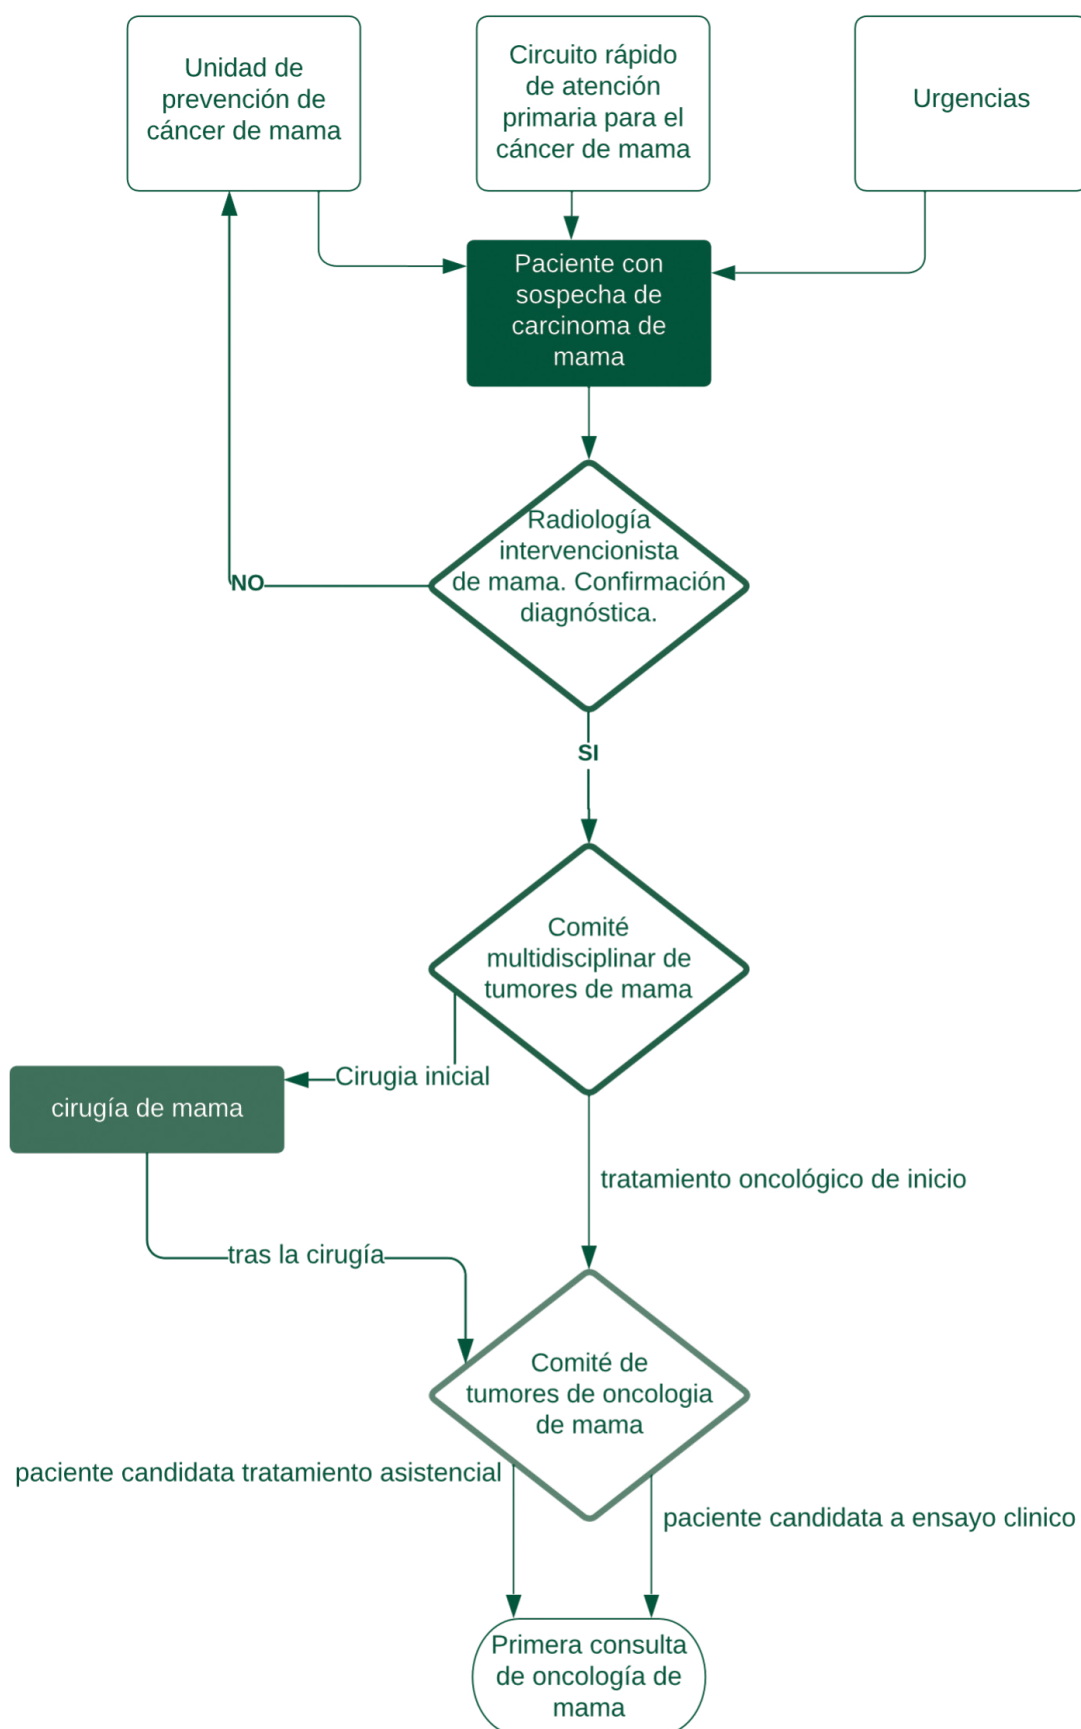 Unidad de
prevención de
cáncer de mama
Circuito rápido
de atención
primaria para el
cáncer de mama
Urgencias
Paciente con
sospecha de
carcinoma de
mama
Radiología
intervencionista
de mama. Confirmación
diagnóstica.
NO
SI
Comité
multidisciplinar de
tumores de mama
Cirugia inicial
cirugía de mama
tratamiento oncológico de inicio
tras la cirugía
Comité de
tumores de oncologia
de mama
paciente candidata tratamiento asistencial
paciente candidata a ensayo clinico
Primera consulta
de oncología de
mama